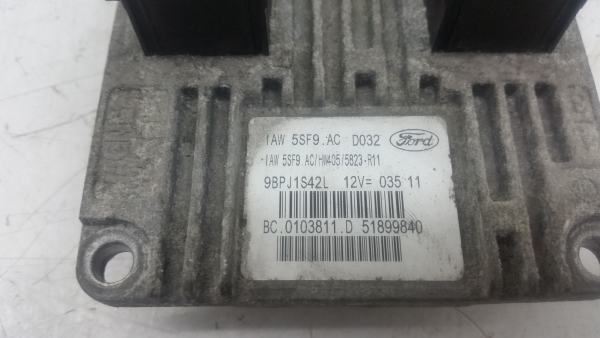 IAW 5SF9.AC D032 Ford
IAW 5SF9.AC/HW405/5823-R11
9BPJ1S42L 12V= 035 11
BC.0103811.D 51899840